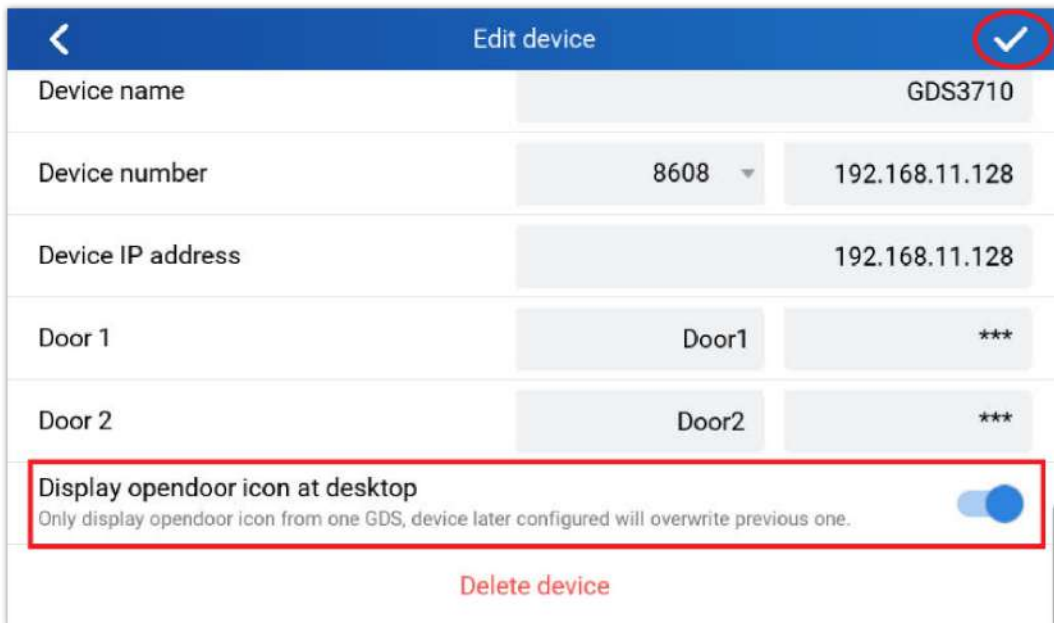 Edit device
Device name GDS3710
Device number 8608 192.168.11.128
Device IP address 192.168.11.128
Door 1 Door1 ***
Door 2 Door2 ***
Display opendoor icon at desktop
Only display opendoor icon from one GDS, device later configured will overwrite previous one.
Delete device